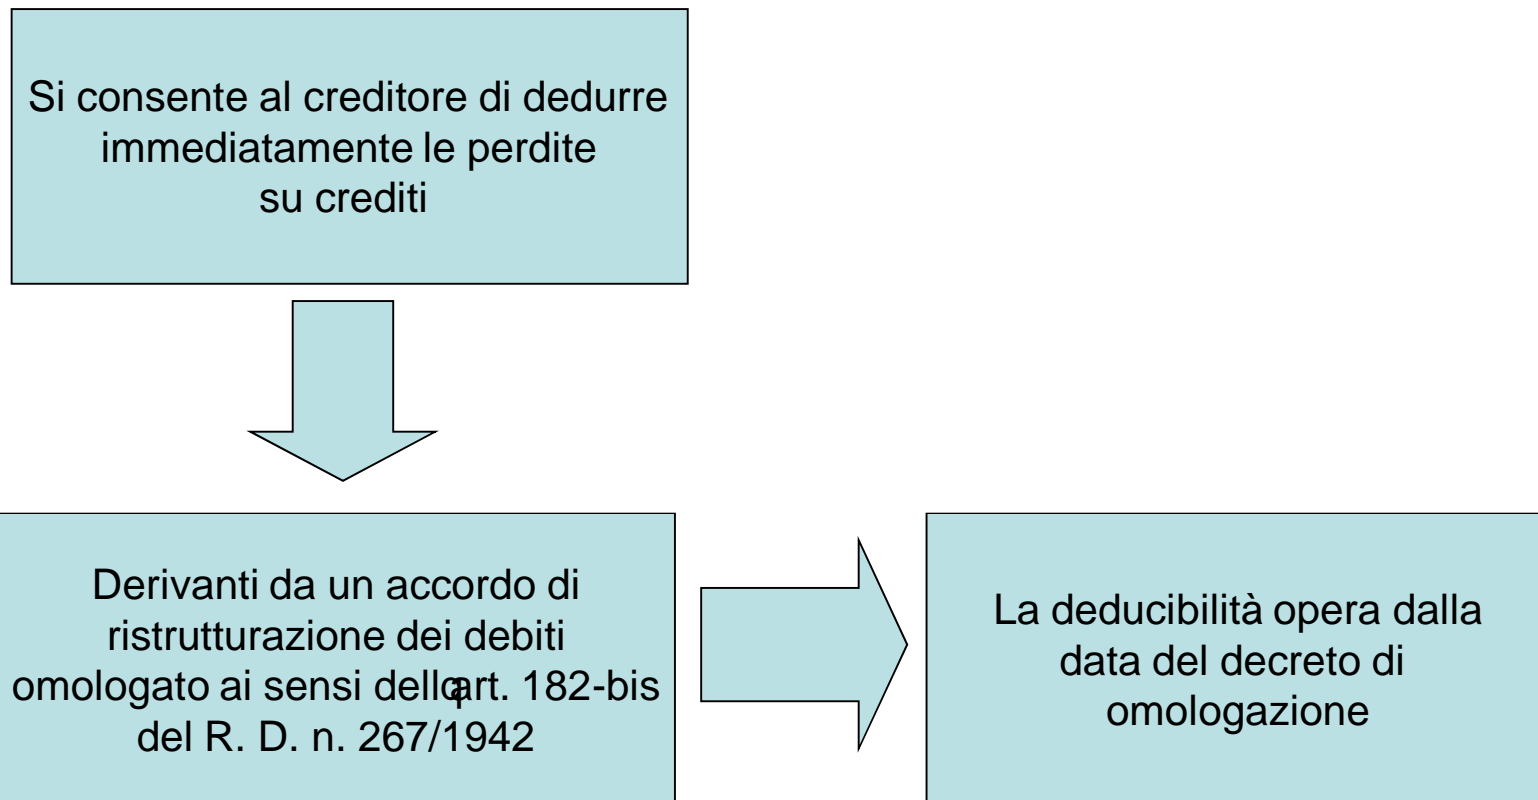 Si consente al creditore di dedurre
immediatamente le perdite
su crediti
Derivanti da un accordo di
ristrutturazione dei debiti
omologato ai sensi dell'art. 182-bis
del R. D. n. 267/1942
La deducibilità opera dalla
data del decreto di
omologazione